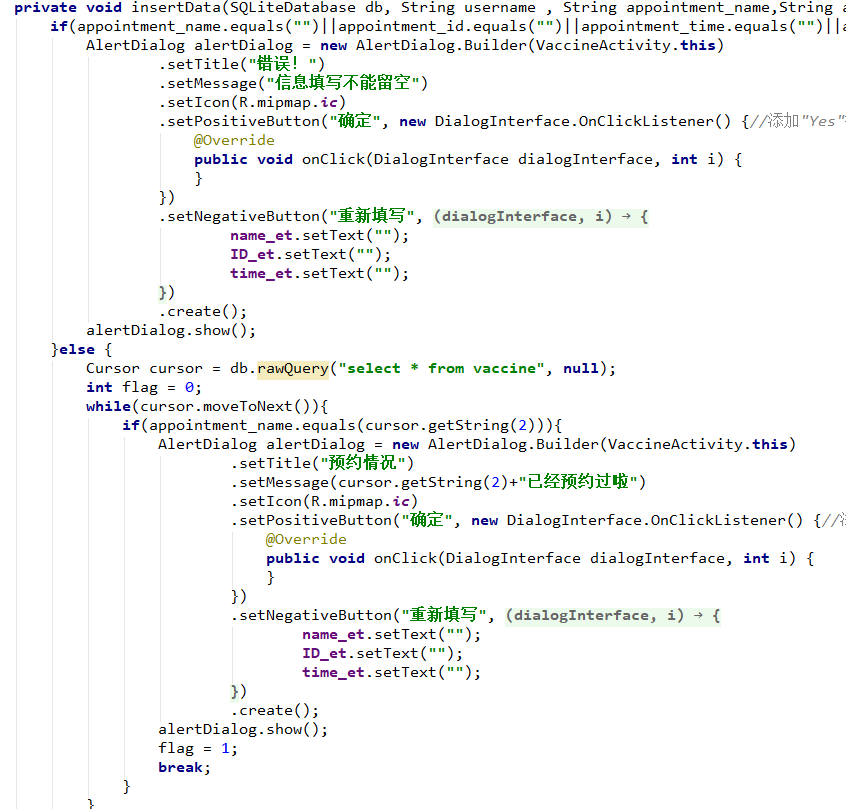 private void insertData(SQLiteDatabase db, String username , String appointment_name,String a
if(appointment_name.equals("")||appointment_id.equals("")||appointment_time.equals("")||a
AlertDialog alertDialog = new AlertDialog.Builder(VaccineActivity.this)
.setTitle("错误！")
.setMessage("信息填写不能留空")
.setIcon(R.mipmap.ic)
.setPositiveButton("确定", new DialogInterface.OnClickListener() {//添加"Yes"
@Override
public void onClick(DialogInterface dialogInterface, int i) {
}
})
.setNegativeButton("重新填写", (dialogInterface, i) → {
name_et.setText("");
ID_et.setText("");
time_et.setText("");
})
.create();
alertDialog.show();
}else {
Cursor cursor = db.rawQuery("select * from vaccine", null);
int flag = 0;
while(cursor.moveToNext()){
if(appointment_name.equals(cursor.getString(2))){
AlertDialog alertDialog = new AlertDialog.Builder(VaccineActivity.this)
.setTitle("预约情况")
.setMessage(cursor.getString(2)+"已经预约过啦")
.setIcon(R.mipmap.ic)
.setPositiveButton("确定", new DialogInterface.OnClickListener() {//
@Override
public void onClick(DialogInterface dialogInterface, int i) {
}
})
.setNegativeButton("重新填写", (dialogInterface, i) → {
name_et.setText("");
ID_et.setText("");
time_et.setText("");
})
.create();
alertDialog.show();
flag = 1;
break;
}
}